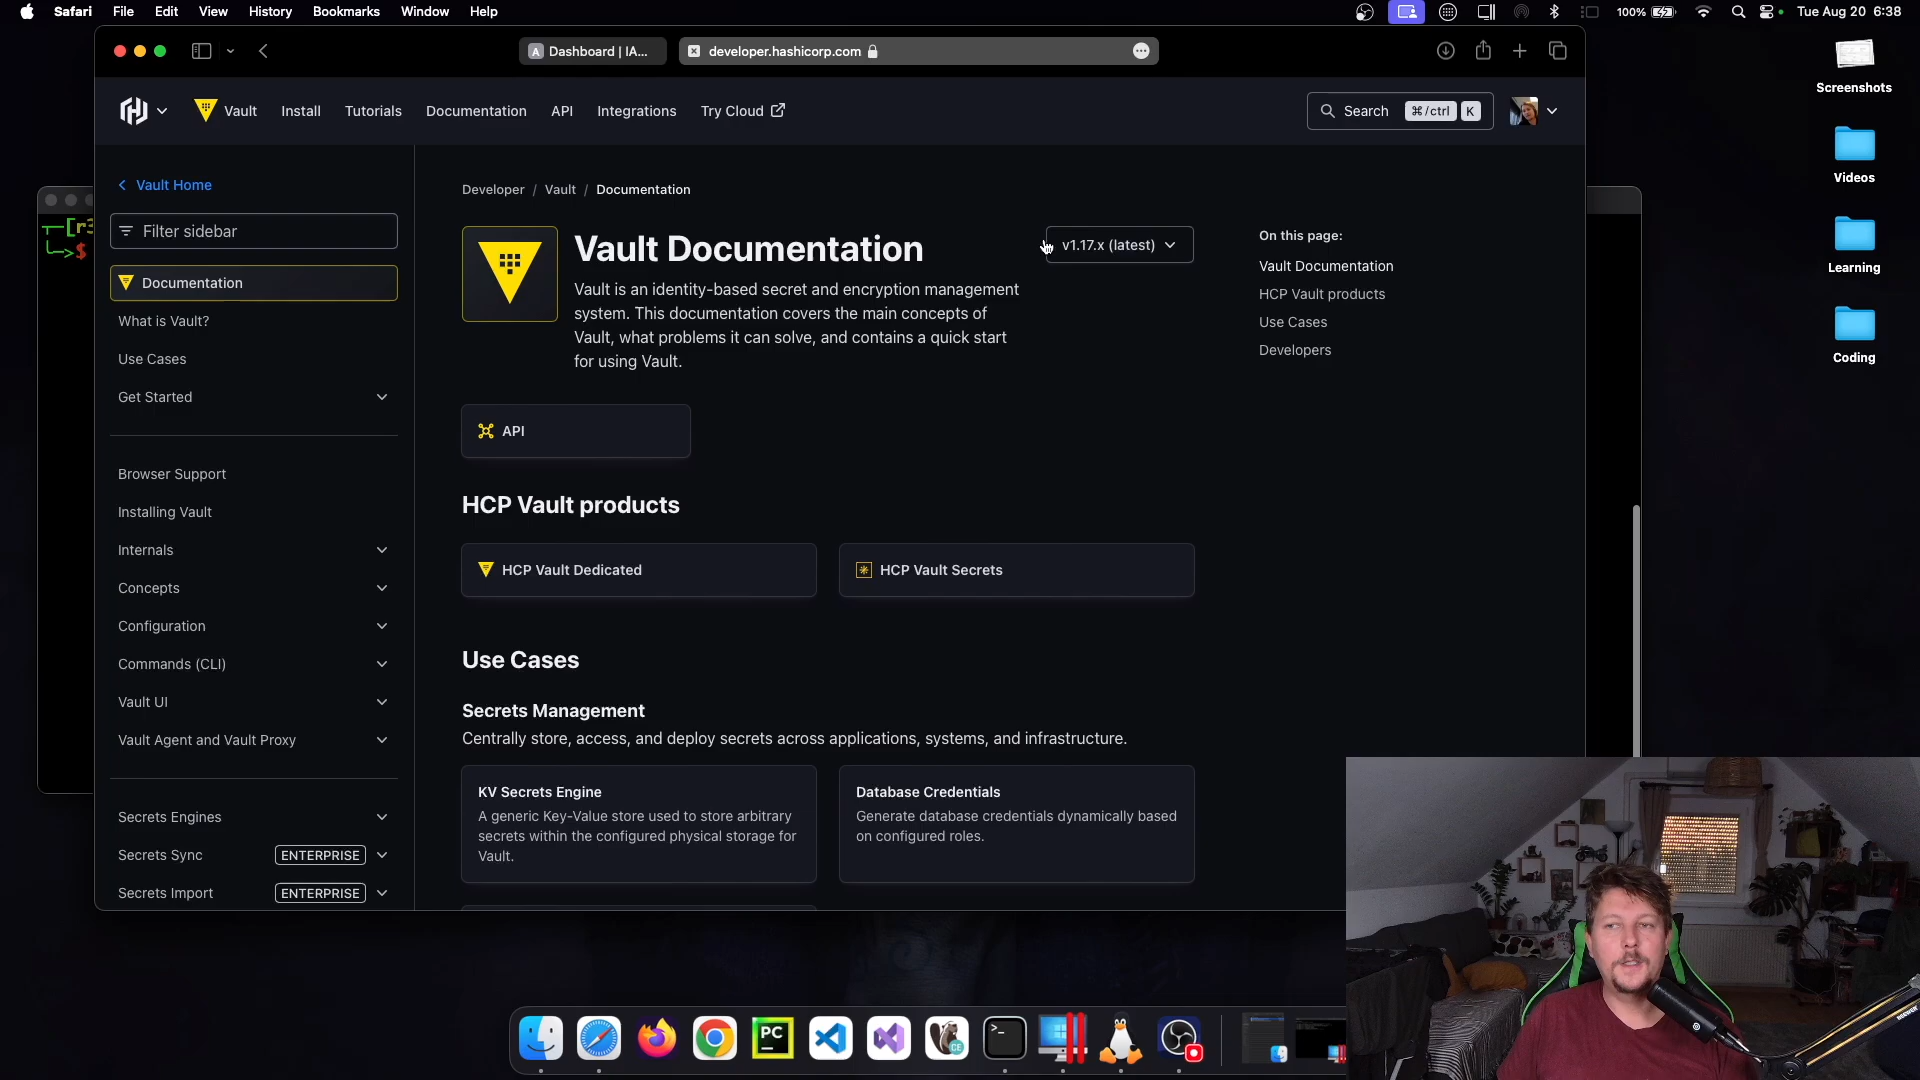 Safari File Edit View History Bookmarks Window Help 100% Tue Aug 20 6:38
Dashboard | IA... developer.hashicorp.com
Vault Install Tutorials Documentation API Integrations Try Cloud Search ⌘/ctrl K
Vault Home
Filter sidebar
Documentation
What is Vault?
Use Cases
Get Started
Browser Support
Installing Vault
Internals
Concepts
Configuration
Commands (CLI)
Vault UI
Vault Agent and Vault Proxy
Secrets Engines
Secrets Sync ENTERPRISE
Secrets Import ENTERPRISE
Developer / Vault / Documentation
Vault Documentation
v1.17.x (latest)
Vault is an identity-based secret and encryption management
system. This documentation covers the main concepts of
Vault, what problems it can solve, and contains a quick start
for using Vault.
API
HCP Vault products
HCP Vault Dedicated
HCP Vault Secrets
Use Cases
Secrets Management
Centrally store, access, and deploy secrets across applications, systems, and infrastructure.
KV Secrets Engine
A generic Key-Value store used to store arbitrary
secrets within the configured physical storage for
Vault.
Database Credentials
Generate database credentials dynamically based
on configured roles.
On this page:
Vault Documentation
HCP Vault products
Use Cases
Developers
Screenshots
Videos
Learning
Coding
[r3
$
PC
CE